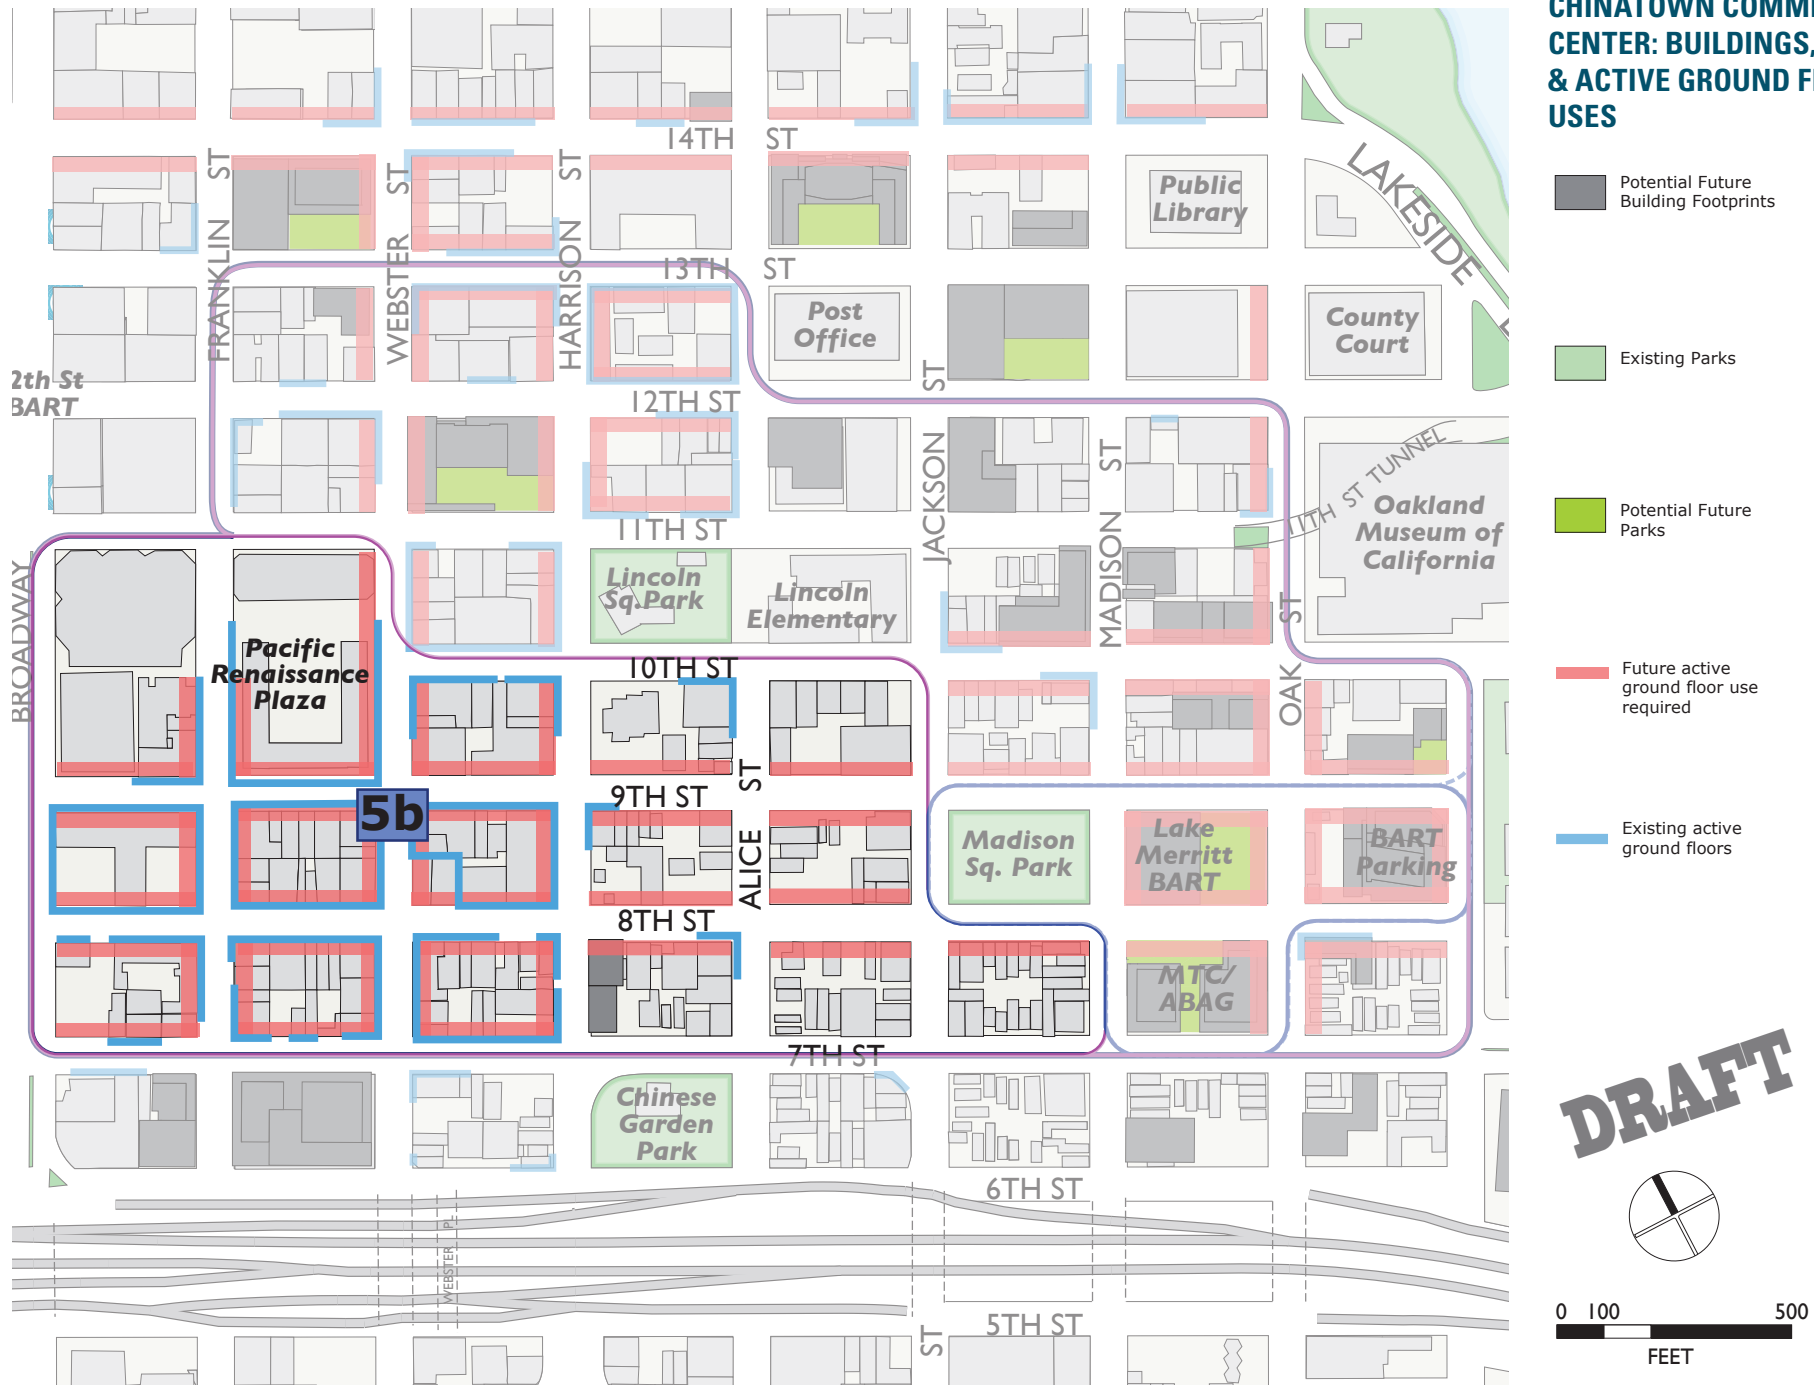 CHINATOWN COMME
CENTER: BUILDINGS,
& ACTIVE GROUND F
USES
Potential Future
Building Footprints
Existing Parks
Potential Future
Parks
Future active
ground floor use
required
Existing active
ground floors
DRAFT
0 100 500
FEET
14TH ST
FRANKLIN ST
WEBSTER ST
HARRISON ST
Public
Library
LAKESIDE
13TH ST
Post
Office
County
Court
2th St
BART
12TH ST
JACKSON ST
MADISON ST
11TH ST TUNNEL
Oakland
Museum of
California
11TH ST
BROADWAY
Lincoln
Sq.Park
Lincoln
Elementary
OAK ST
Pacific
Renaissance
Plaza
10TH ST
ALICE ST
9TH ST
5b
Madison
Sq. Park
Lake
Merritt
BART
BART
Parking
8TH ST
MTC/
ABAG
7TH ST
Chinese
Garden
Park
6TH ST
WEBSTER PL
5TH ST
ST